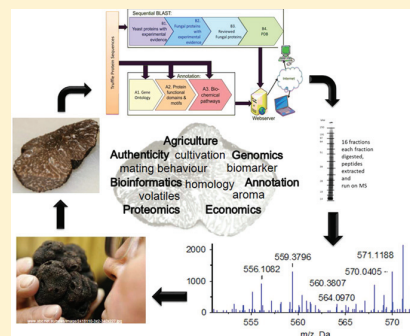 Sequential BLAST:
B1.
Yeast proteins with
experimental
evidence
B2.
Fungal proteins
with experimental
evidence
B3.
Reviewed
Fungal
proteins
B4.
PDB
Truffle Protein Sequences
Annotation:
A1. Gene
Ontology
A2. Protein
functional
domains &
motifs
A3. Bio-
chemical
pathways
Internet
Webserver
16 fractions
each fraction
digested,
peptides
extracted
and
run on MS
Agriculture
Authenticity cultivation Genomics
mating behaviour biomarker
Bioinformatics homology Annotation
volatiles aroma
Proteomics Economics
2000
1000
0
556.1082
559.3796
560.3807
564.0970
570.0405
571.1188
555
560
565
570
m/z, Da